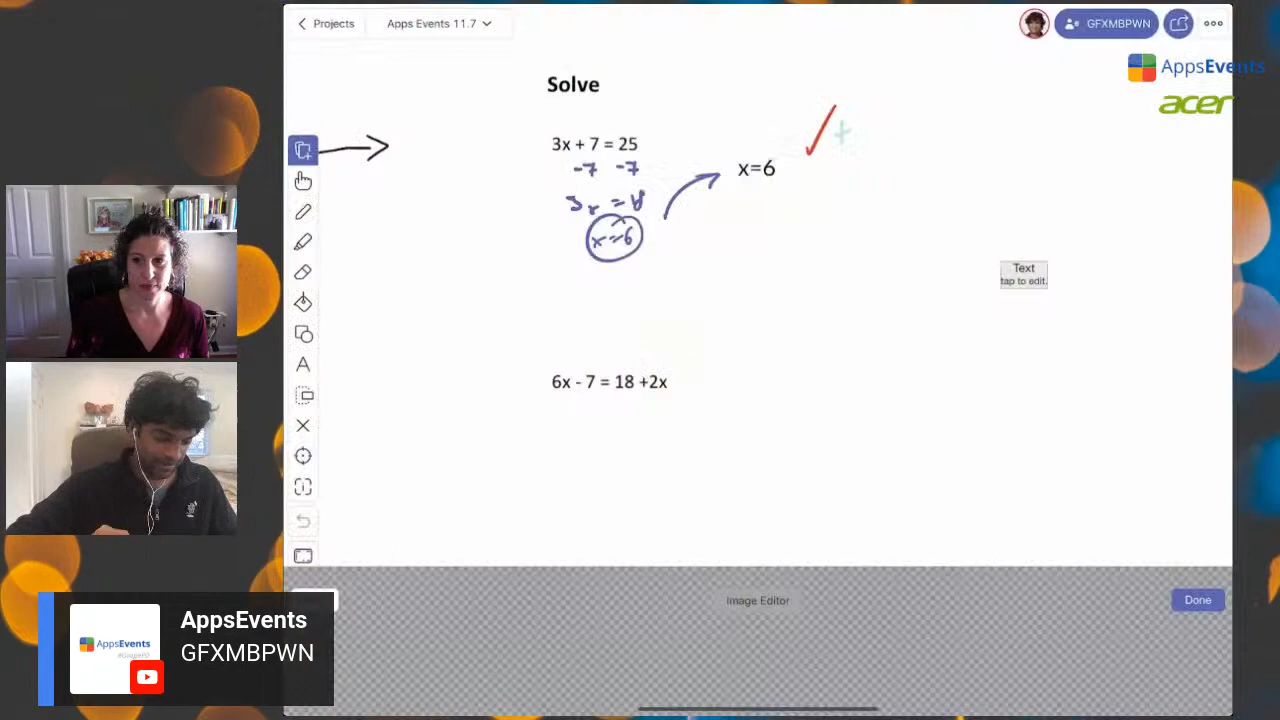 Projects
Apps Events 11.7
GFXMBPWN
AppsEvents
acer
Solve
3x + 7 = 25
-7 -7
x=6
3x = 18
x=6
Text
tap to edit.
6x - 7 = 18 +2x
A
Image Editor
Done
AppsEvents
AppsEvents
GFXMBPWN